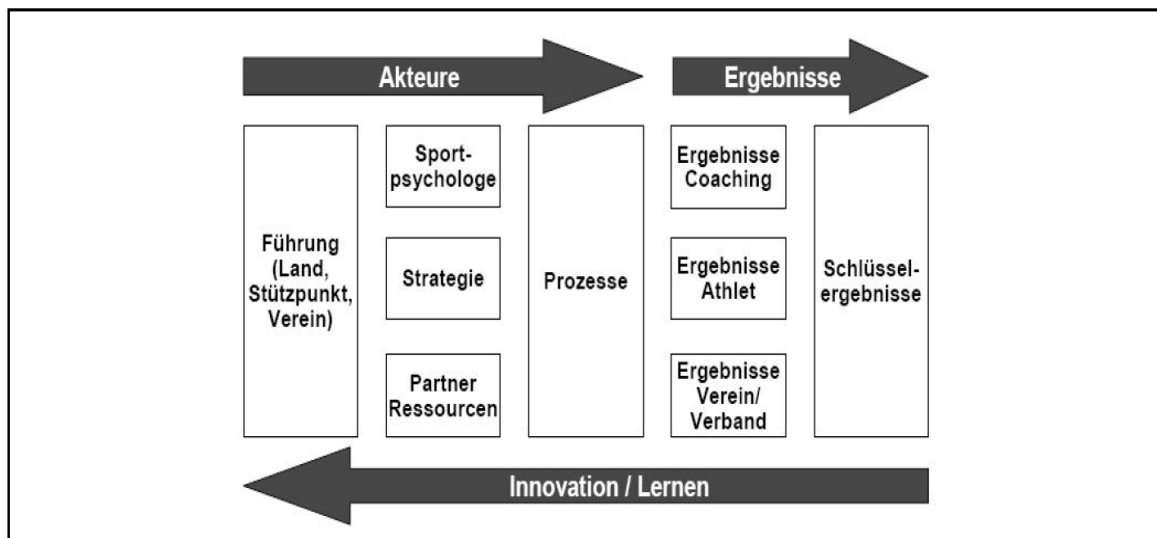 Akteure
Ergebnisse
Führung
(Land,
Stützpunkt,
Verein)
Sport-
psychologe
Strategie
Partner
Ressourcen
Prozesse
Ergebnisse
Coaching
Ergebnisse
Athlet
Ergebnisse
Verein/
Verband
Schlüssel-
ergebnisse
Innovation / Lernen